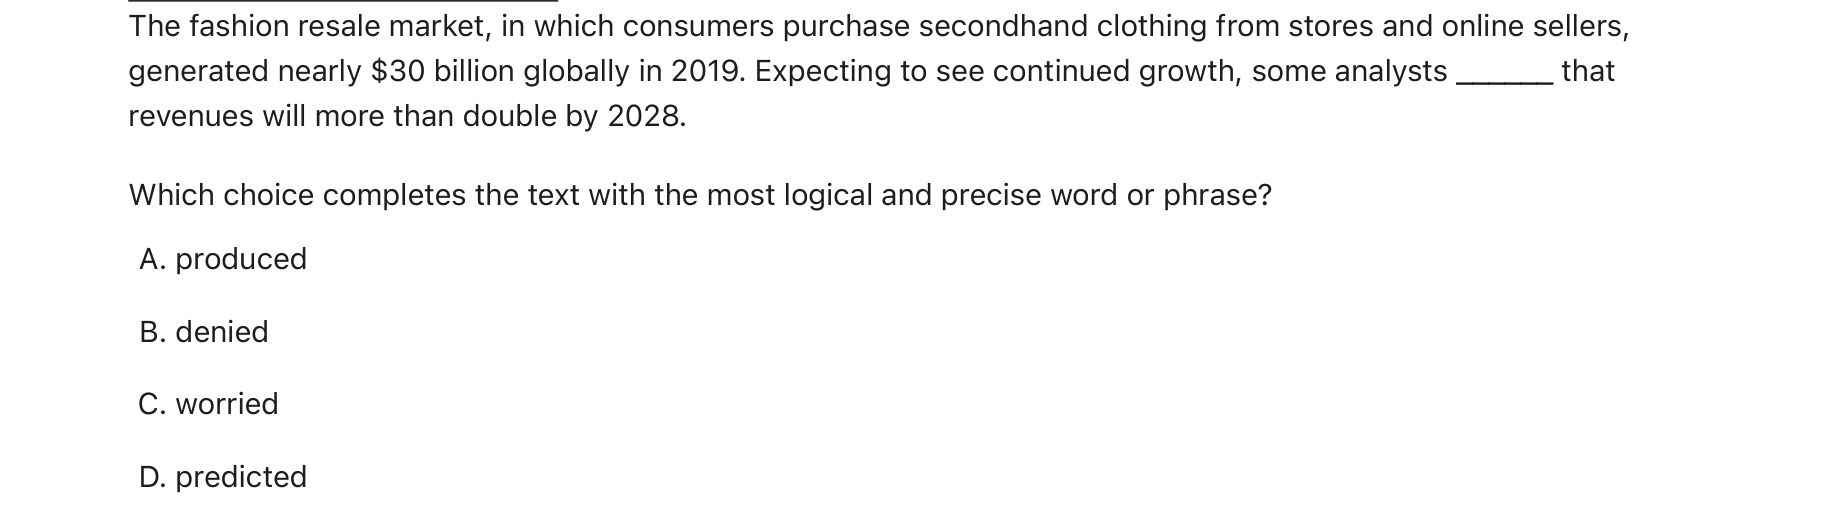 The fashion resale market, in which consumers purchase secondhand clothing from stores and online sellers,
generated nearly $30 billion globally in 2019. Expecting to see continued growth, some analysts ______ that
revenues will more than double by 2028.
Which choice completes the text with the most logical and precise word or phrase?
A. produced
B. denied
C. worried
D. predicted